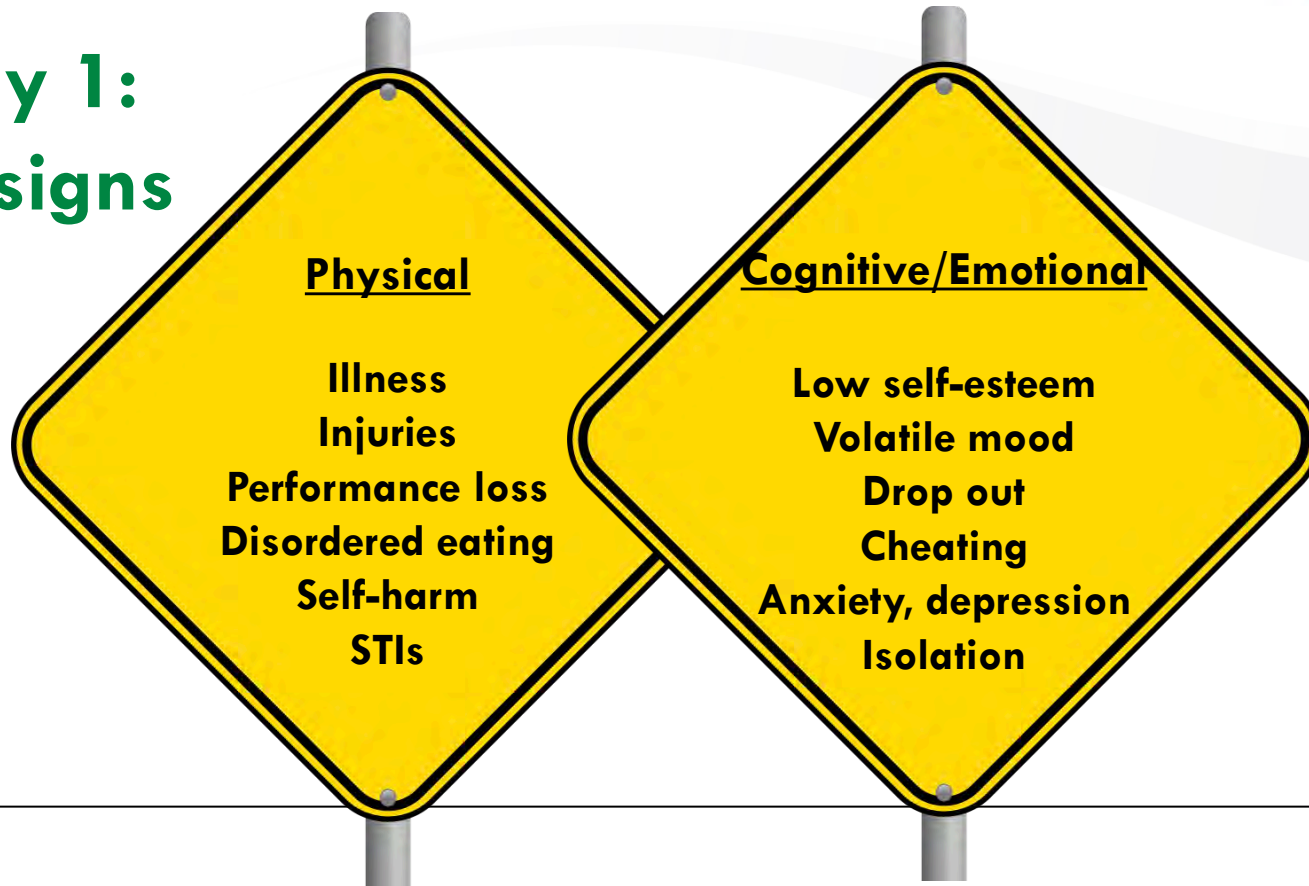 y 1:
signs
Physical
Illness
Injuries
Performance loss
Disordered eating
Self-harm
STIs
Cognitive/Emotional
Low self-esteem
Volatile mood
Drop out
Cheating
Anxiety, depression
Isolation